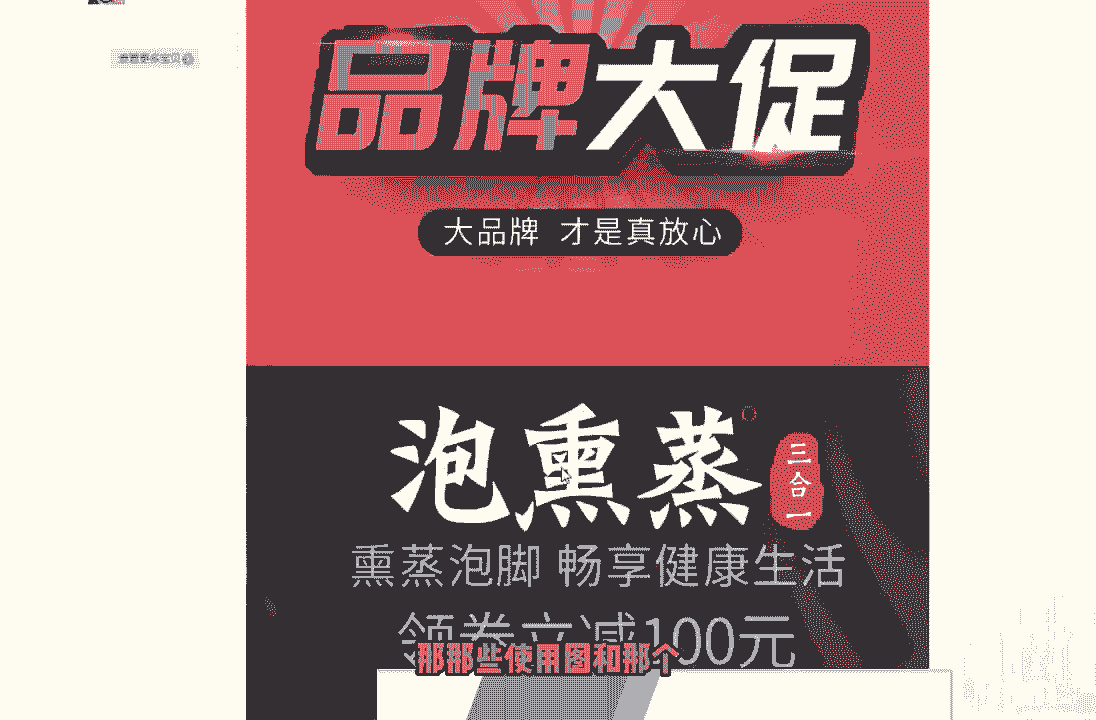 品牌大促
大品牌 才是真放心
泡熏蒸
三合一
熏蒸泡脚 畅享健康生活
领券立减100元
那那些使用图和那个